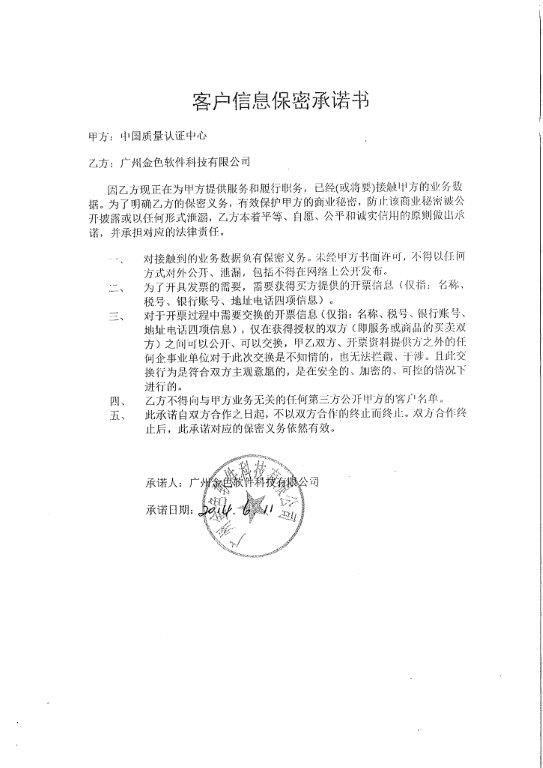 客户信息保密承诺书
甲方：中国质量认证中心
乙方：广州金色软件科技有限公司
因乙方现正在为甲方提供服务和履行职务，已经(或将要)接触甲方的业务数
据。为了明确乙方的保密义务，有效保护甲方的商业秘密，防止该商业秘密被公
开披露或以任何形式泄漏，乙方本着平等、自愿、公平和诚实信用的原则做出承
诺，并承担对应的法律责任。
一、 对接触到的业务数据负有保密义务。未经甲方书面许可，不得以任何
方式对外公开、泄漏，包括不得在网络上公开发布。
二、 为了开具发票的需要，需要获得买方提供的开票信息（仅指：名称、
税号、银行账号、地址电话四项信息）。
三、 对于开票过程中需要交换的开票信息（仅指：名称、税号、银行账号、
地址电话四项信息），仅在获得授权的双方（即服务或商品的买卖双
方）之间可以公开、可以交换，甲乙双方、开票资料提供方之外的任
何企事业单位对于此次交换是不知情的，也无法拦截、干涉。且此交
换行为是符合双方主观意愿的，是在安全的、加密的、可控的情况下
进行的。
四、 乙方不得向与甲方业务无关的任何第三方公开甲方的客户名单。
五、 此承诺自双方合作之日起，不以双方合作的终止而终止。双方合作终
止后，此承诺对应的保密义务依然有效。
承诺人：广州金色软件科技有限公司
承诺日期：2014.6.11
广州金色软件科技有限公司